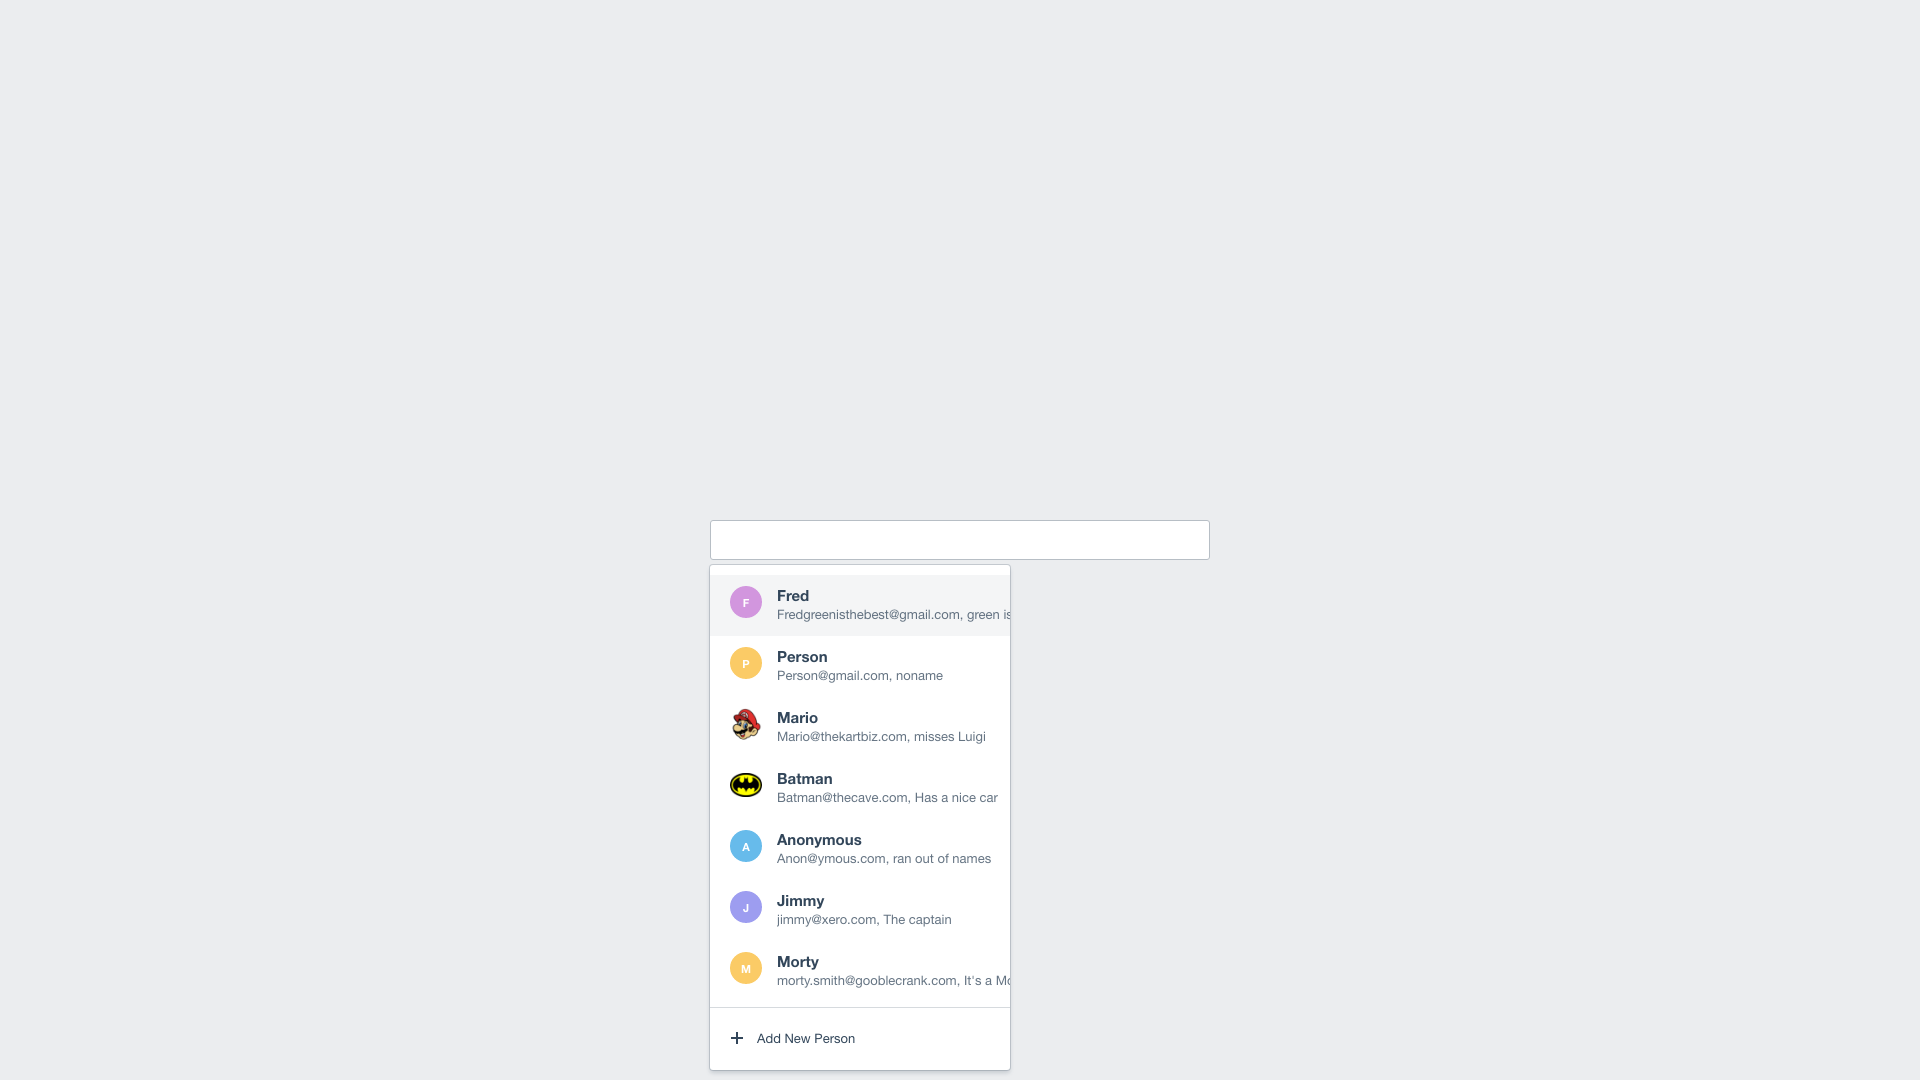 F
Fred
Fredgreenisthebest@gmail.com, green is
P
Person
Person@gmail.com, noname
Mario
Mario@thekartbiz.com, misses Luigi
Batman
Batman@thecave.com, Has a nice car
A
Anonymous
Anon@ymous.com, ran out of names
J
Jimmy
jimmy@xero.com, The captain
M
Morty
morty.smith@gooblecrank.com, It's a Mo
Add New Person